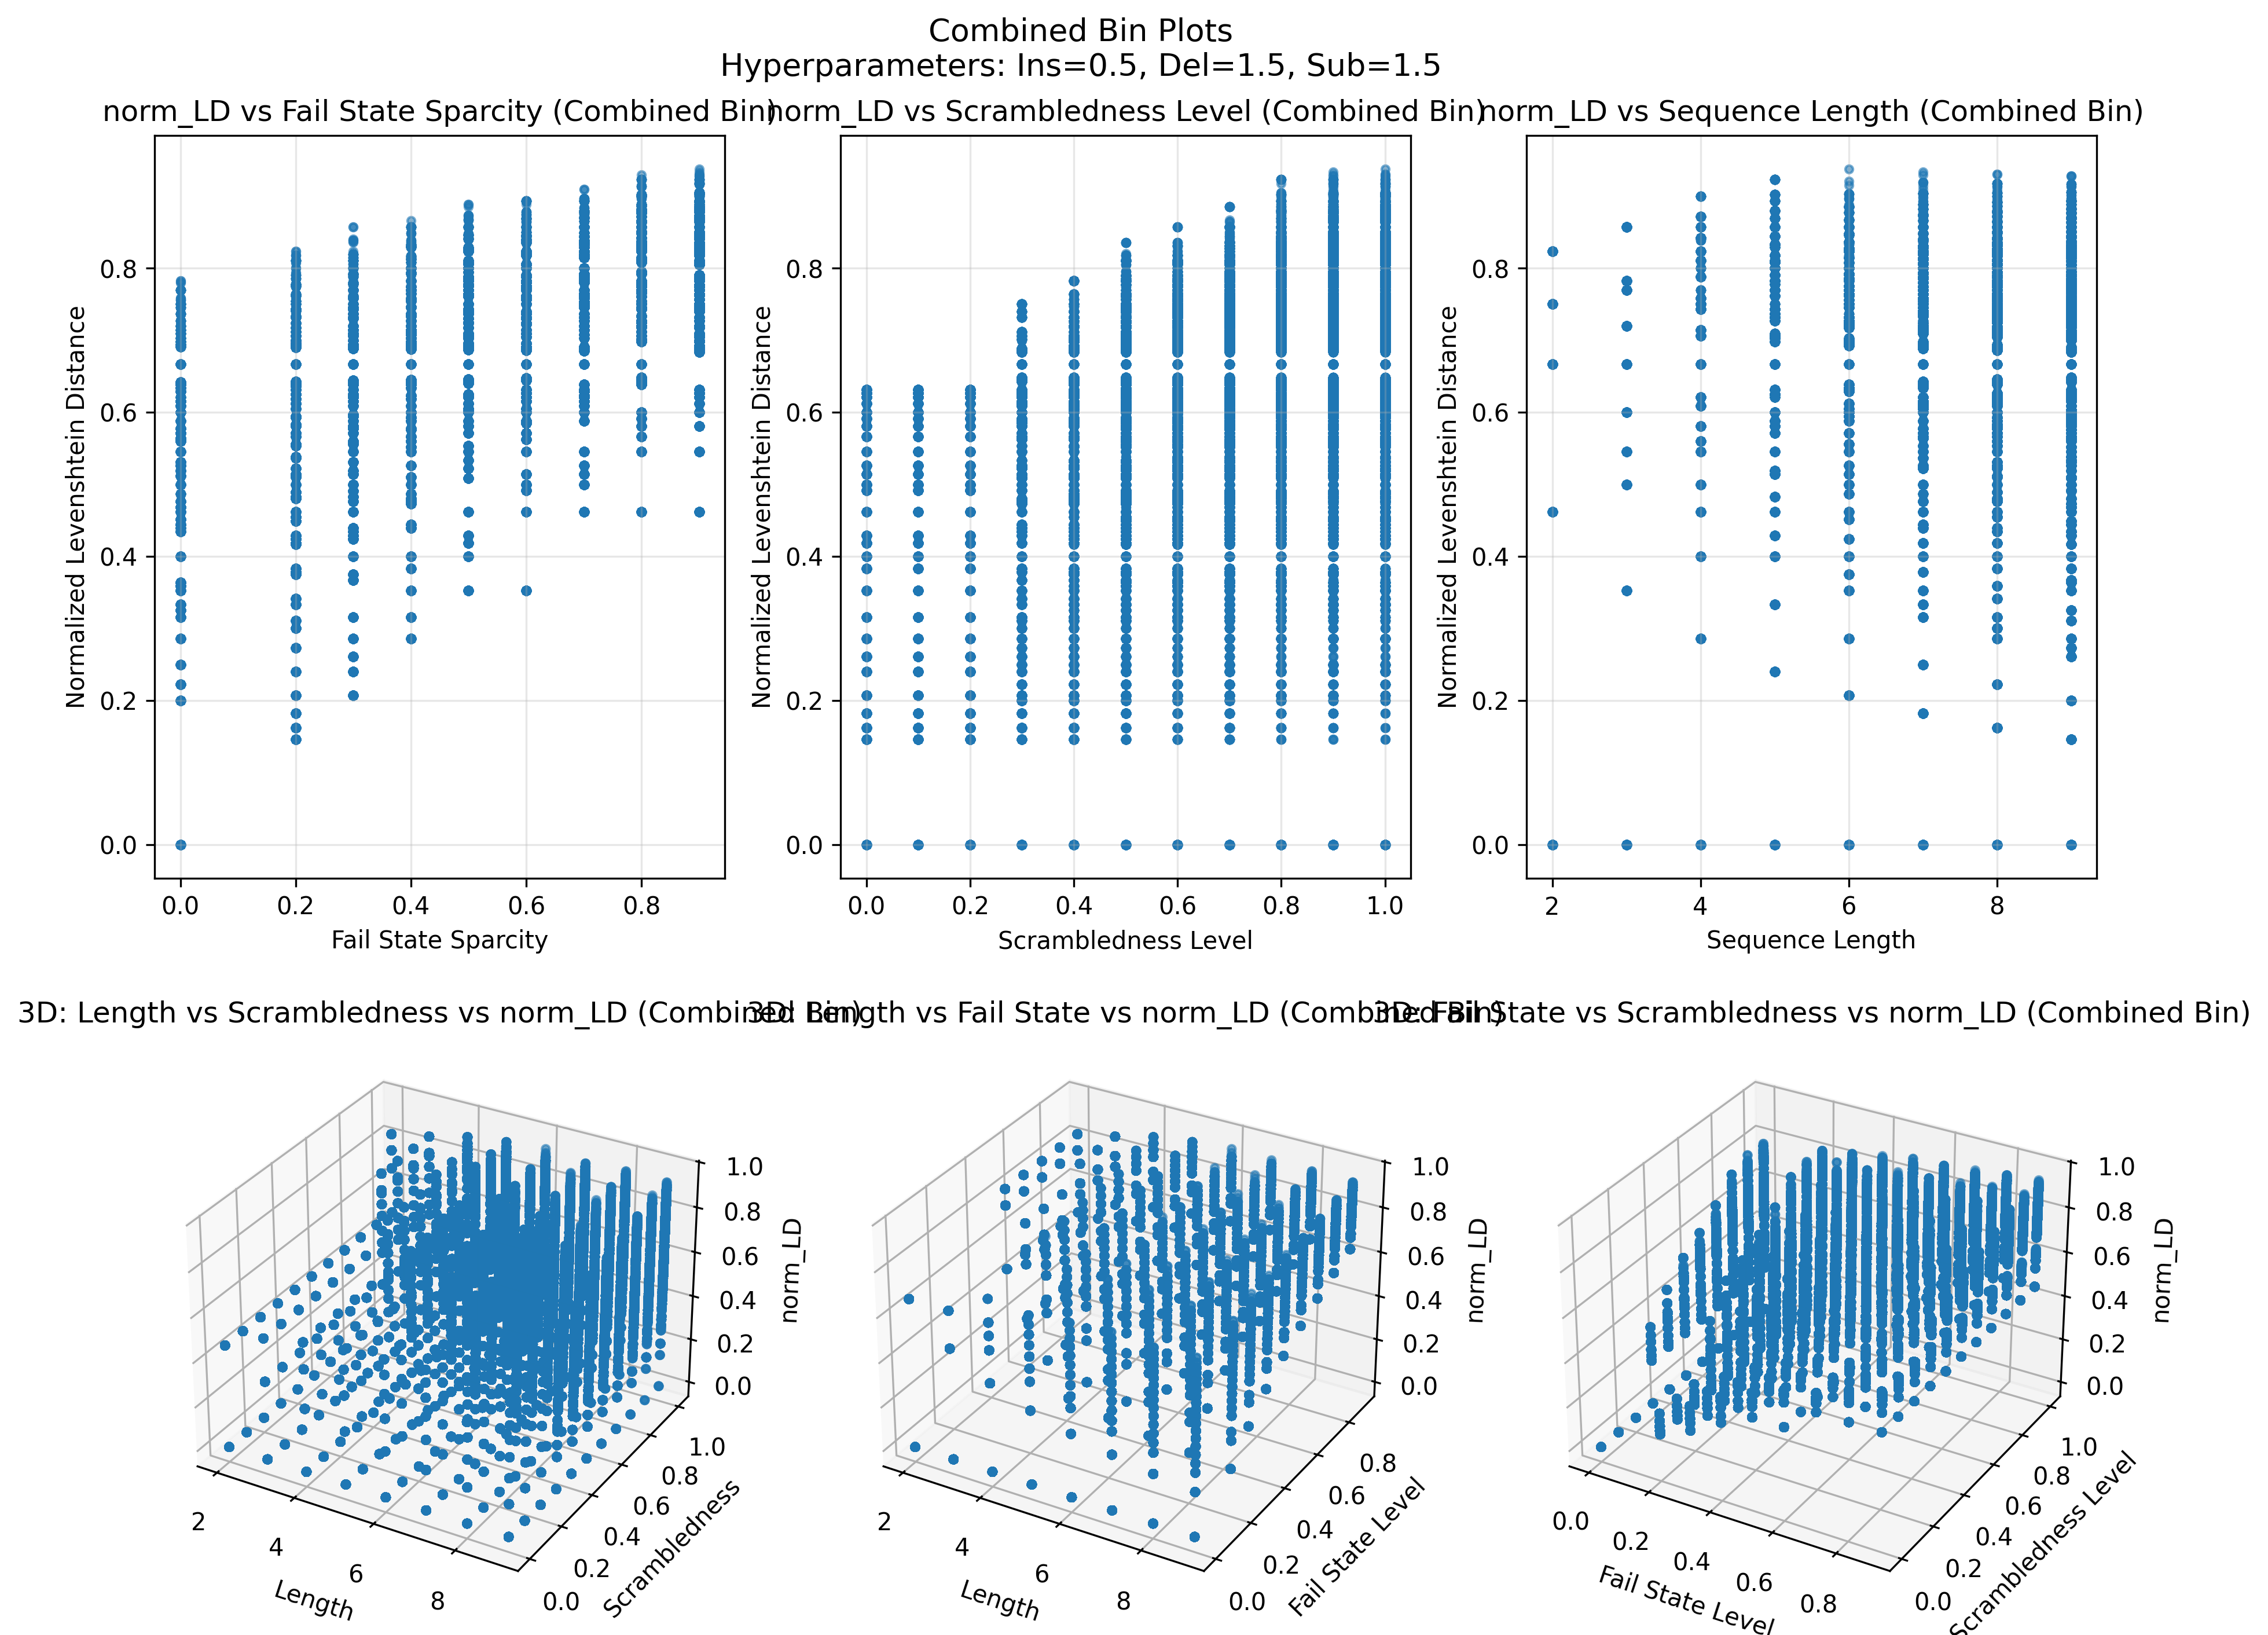 Combined Bin Plots
Hyperparameters: Ins=0.5, Del=1.5, Sub=1.5
norm_LD vs Fail State Sparcity (Combined Bin)
norm_LD vs Scrambledness Level (Combined Bin)
norm_LD vs Sequence Length (Combined Bin)
Normalized Levenshtein Distance
0.8
0.6
0.4
0.2
0.0
0.0 0.2 0.4 0.6 0.8
Fail State Sparcity
Normalized Levenshtein Distance
0.8
0.6
0.4
0.2
0.0
0.0 0.2 0.4 0.6 0.8 1.0
Scrambledness Level
Normalized Levenshtein Distance
0.8
0.6
0.4
0.2
0.0
2 4 6 8
Sequence Length
3D: Length vs Scrambledness vs norm_LD (Combined Bin)
3D: Length vs Fail State vs norm_LD (Combined Bin)
3D: Fail State vs Scrambledness vs norm_LD (Combined Bin)
1.0
0.8
0.6
0.4
0.2
0.0
norm_LD
2 4 6 8
Length
0.0 0.2 0.4 0.6 0.8 1.0
Scrambledness
1.0
0.8
0.6
0.4
0.2
0.0
norm_LD
2 4 6 8
Length
0.0 0.2 0.4 0.6 0.8
Fail State Level
1.0
0.8
0.6
0.4
0.2
0.0
norm_LD
0.0 0.2 0.4 0.6 0.8
Fail State Level
0.0 0.2 0.4 0.6 0.8 1.0
Scrambledness Level